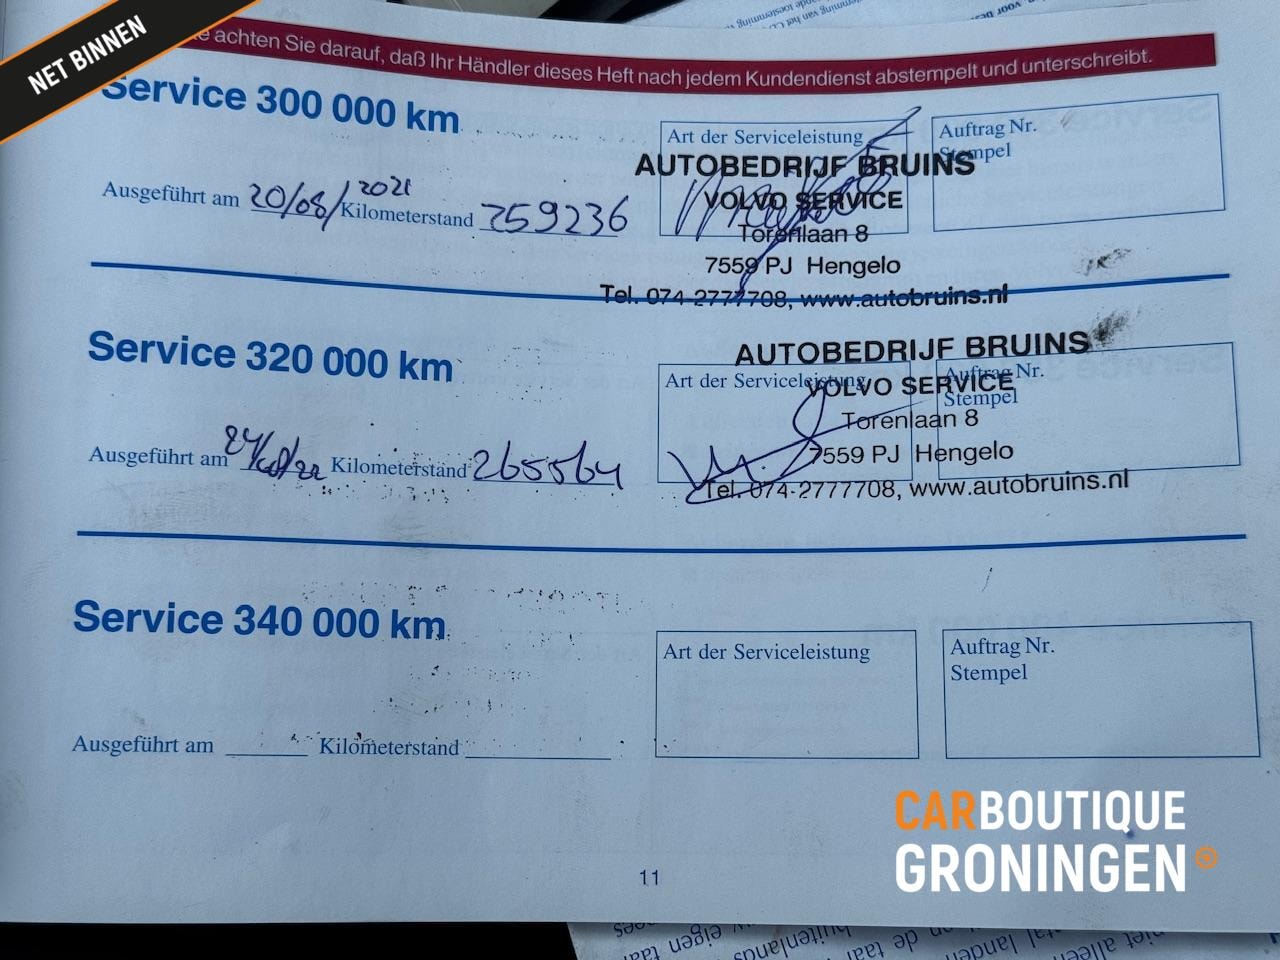 NET BINNEN
achten Sie darauf, daß Ihr Händler dieses Heft nach jedem Kundendienst abstempelt und unterschreibt.
Service 300 000 km
Art der Serviceleistung
Auftrag Nr.
Stempel
AUTOBEDRIJF BRUINS
VOLVO SERVICE
Torenlaan 8
7559 PJ Hengelo
Tel. 074-2777708, www.autobruins.nl
Ausgeführt am 20/08/2021 Kilometerstand 259236
Service 320 000 km
AUTOBEDRIJF BRUINS
Art der Serviceleistung
Auftrag Nr.
Stempel
VOLVO SERVICE
Torenlaan 8
7559 PJ Hengelo
Tel. 074-2777708, www.autobruins.nl
Ausgeführt am Kilometerstand 265564
Service 340 000 km
Art der Serviceleistung
Auftrag Nr.
Stempel
Ausgeführt am Kilometerstand
11
CARBOUTIQUE
GRONINGEN